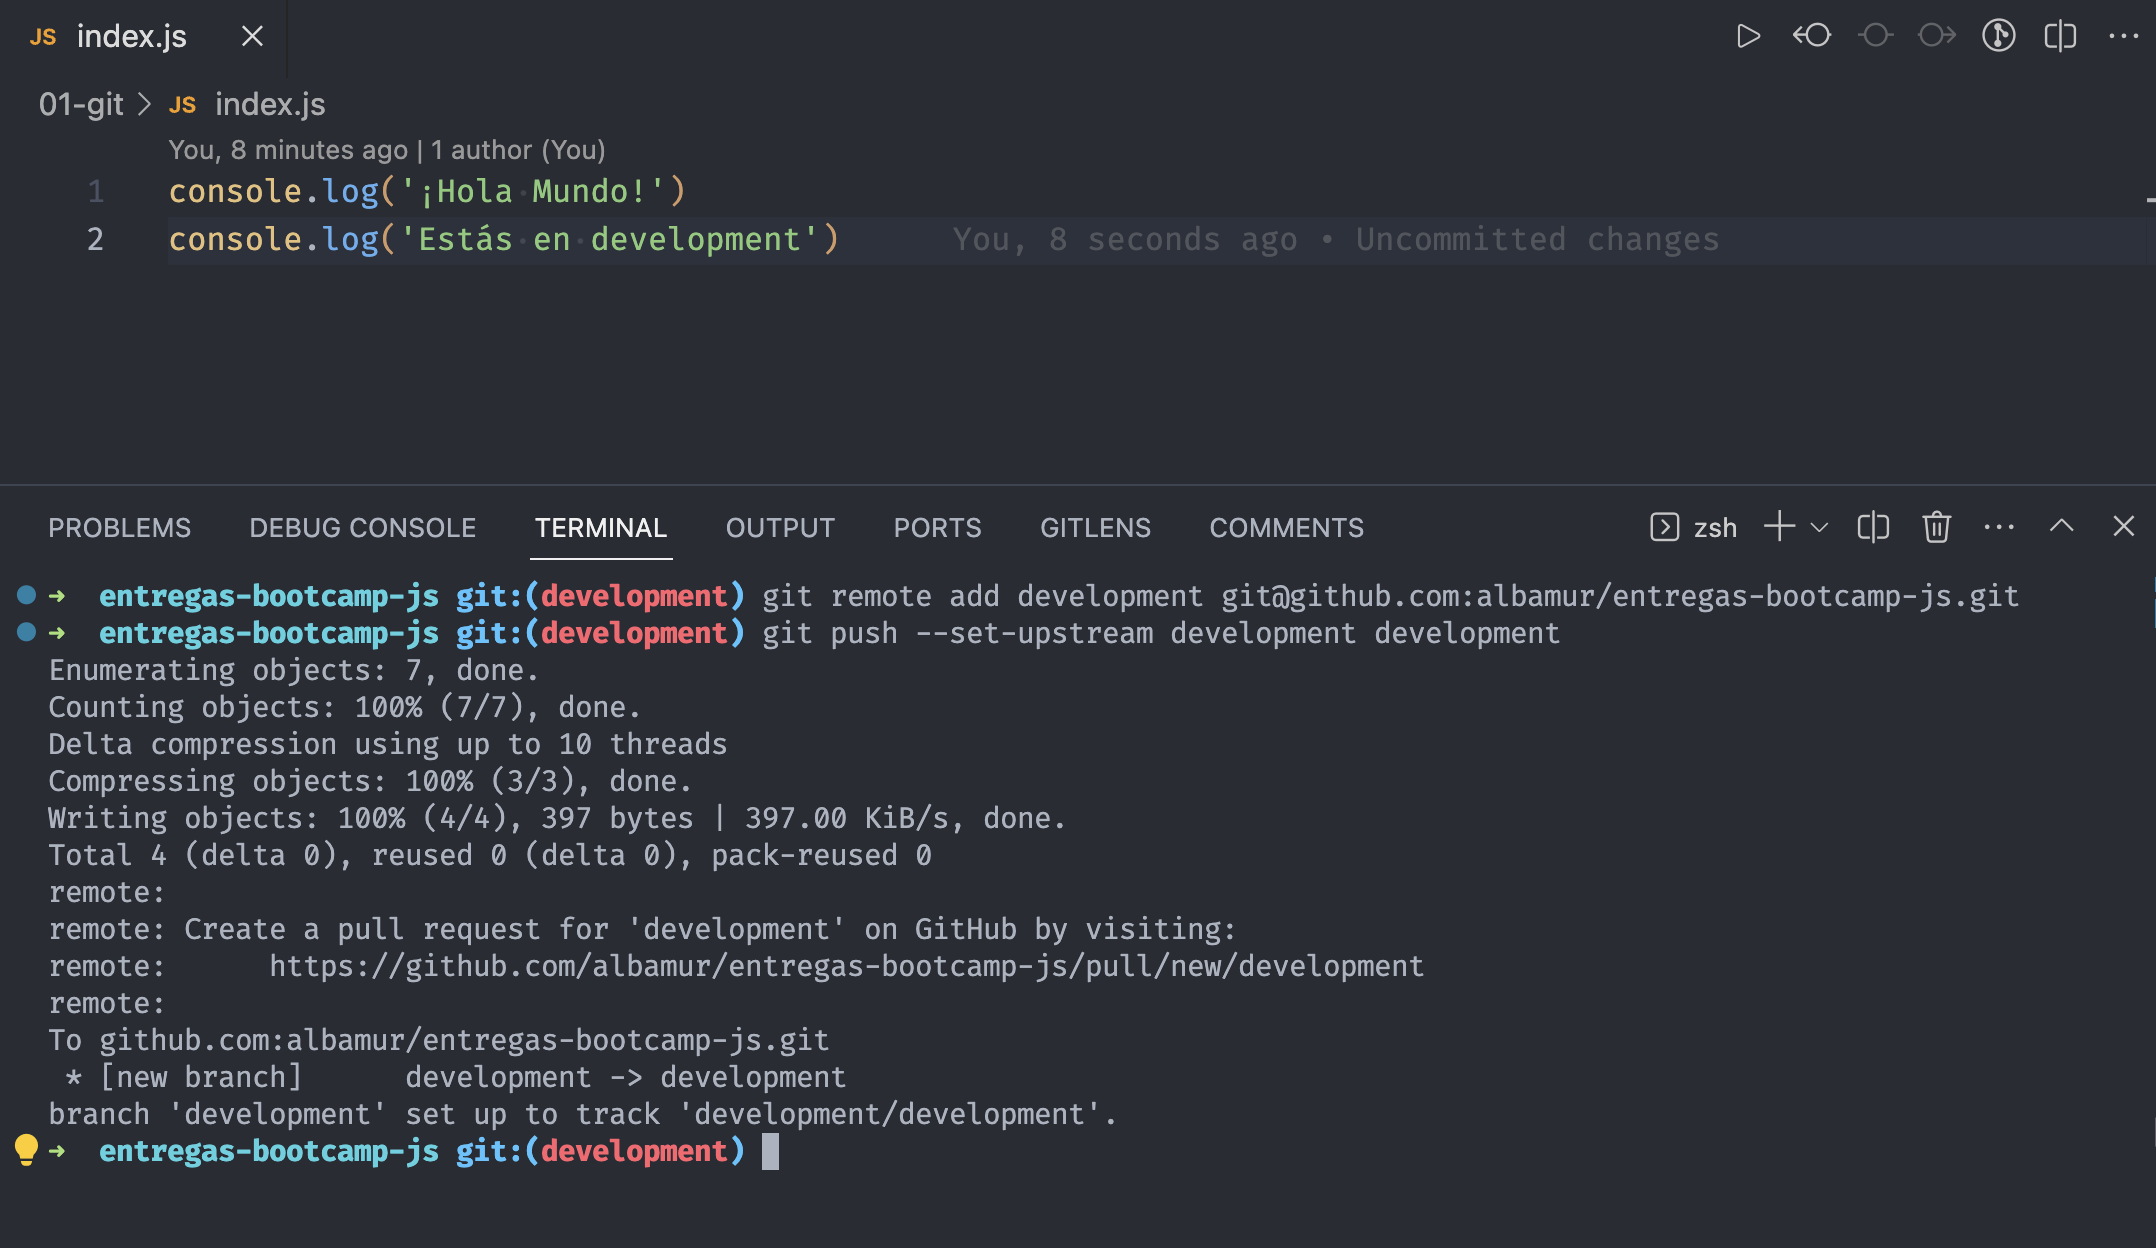 JS index.js
01-git > JS index.js
You, 8 minutes ago | 1 author (You)
1 console.log('¡Hola Mundo!')
2 console.log('Estás en development') You, 8 seconds ago • Uncommitted changes
PROBLEMS DEBUG CONSOLE TERMINAL OUTPUT PORTS GITLENS COMMENTS zsh
→ entregas-bootcamp-js git:(development) git remote add development git@github.com:albamur/entregas-bootcamp-js.git
→ entregas-bootcamp-js git:(development) git push --set-upstream development development
Enumerating objects: 7, done.
Counting objects: 100% (7/7), done.
Delta compression using up to 10 threads
Compressing objects: 100% (3/3), done.
Writing objects: 100% (4/4), 397 bytes | 397.00 KiB/s, done.
Total 4 (delta 0), reused 0 (delta 0), pack-reused 0
remote:
remote: Create a pull request for 'development' on GitHub by visiting:
remote:      https://github.com/albamur/entregas-bootcamp-js/pull/new/development
remote:
To github.com:albamur/entregas-bootcamp-js.git
 * [new branch]      development -> development
branch 'development' set up to track 'development/development'.
→ entregas-bootcamp-js git:(development)